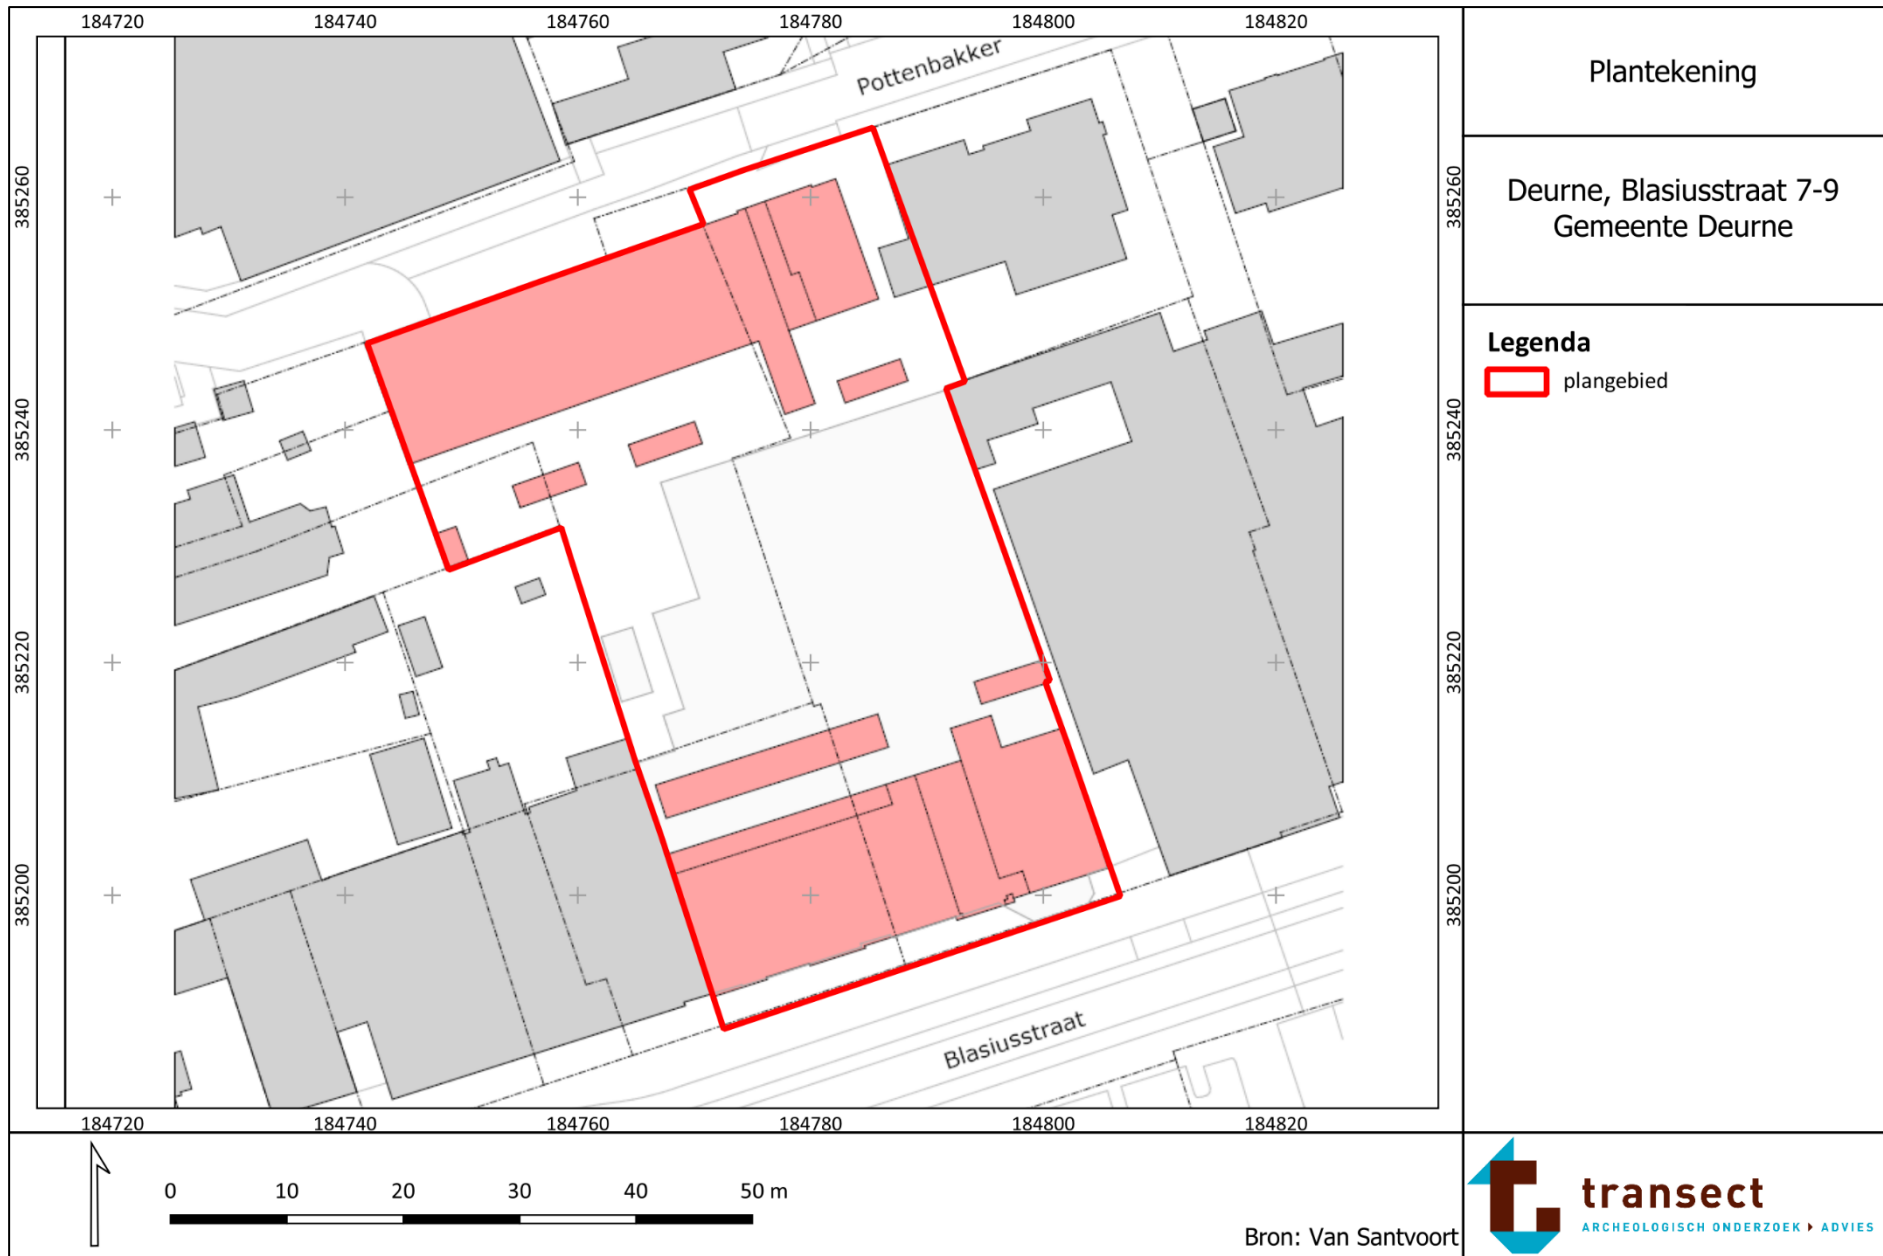 184720 184740 184760 184780 184800 184820
Pottenbakker
385260
385240
385220
385200
385260
385240
385220
385200
Blasiusstraat
184720 184740 184760 184780 184800 184820
0 10 20 30 40 50 m
Bron: Van Santvoort
Plantekening
Deurne, Blasiusstraat 7-9
Gemeente Deurne
Legenda
plangebied
transect
ARCHEOLOGISCH ONDERZOEK ADVIES